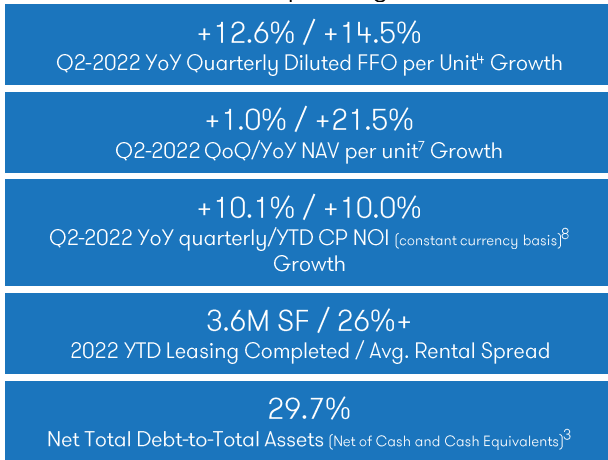 +12.6% / +14.5%
Q2-2022 YoY Quarterly Diluted FFO per Unit⁴ Growth
+1.0% / +21.5%
Q2-2022 QoQ/YoY NAV per unit⁷ Growth
+10.1% / +10.0%
Q2-2022 YoY quarterly/YTD CP NOI (constant currency basis)⁸
Growth
3.6M SF / 26%+
2022 YTD Leasing Completed / Avg. Rental Spread
29.7%
Net Total Debt-to-Total Assets (Net of Cash and Cash Equivalents)³